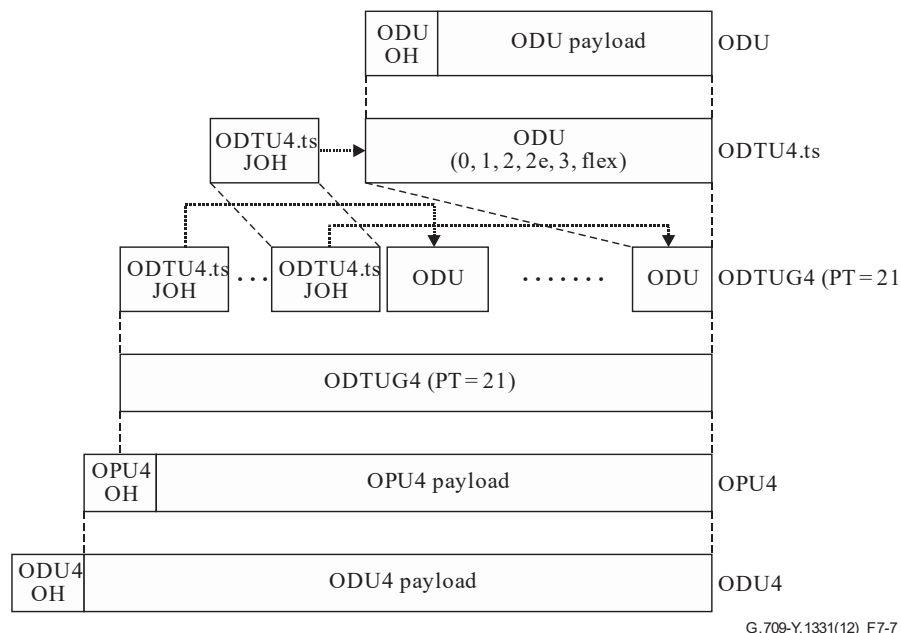 ODU
OH
ODU payload
ODU
ODTU4.ts
JOH
ODU
(0, 1, 2, 2e, 3, flex)
ODTU4.ts
ODTU4.ts
JOH
...
ODTU4.ts
JOH
ODU
.......
ODU
ODTUG4 (PT=21
ODTUG4 (PT=21)
OPU4
OH
OPU4 payload
OPU4
ODU4
OH
ODU4 payload
ODU4
G.709-Y.1331(12)_F7-7